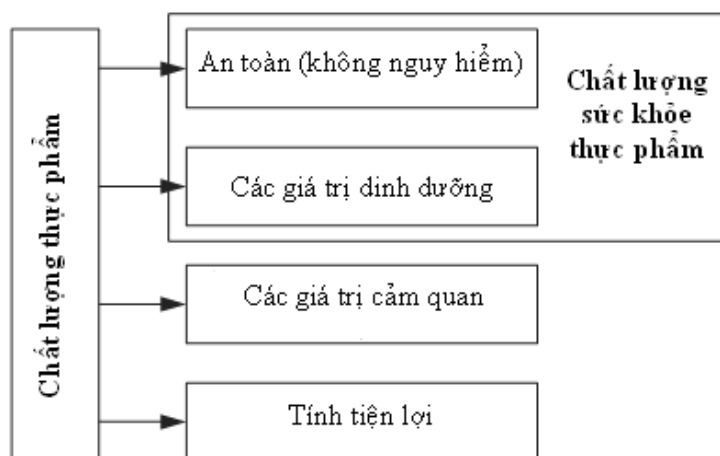 Chất lượng thực phẩm
An toàn (không nguy hiểm)
Các giá trị dinh dưỡng
Chất lượng
sức khỏe
thực phẩm
Các giá trị cảm quan
Tính tiện lợi